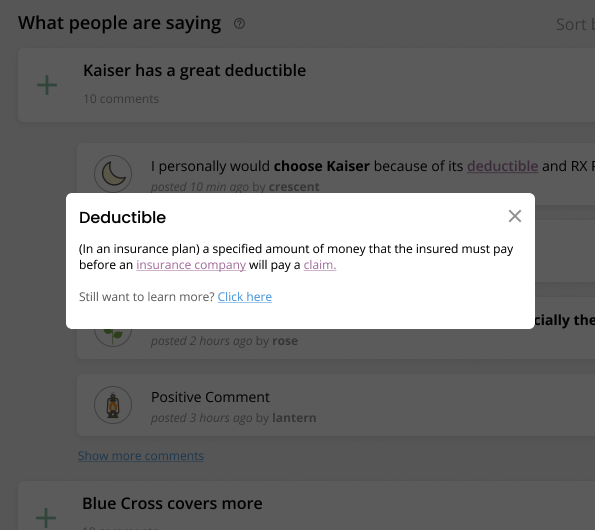 What people are saying
Sort b
Kaiser has a great deductible
10 comments
I personally would choose Kaiser because of its deductible and RX
posted 10 min ago by crescent
Deductible
(In an insurance plan) a specified amount of money that the insured must pay
before an insurance company will pay a claim.
Still want to learn more? Click here
cially the
posted 2 hours ago by rose
Positive Comment
posted 3 hours ago by lantern
Show more comments
Blue Cross covers more